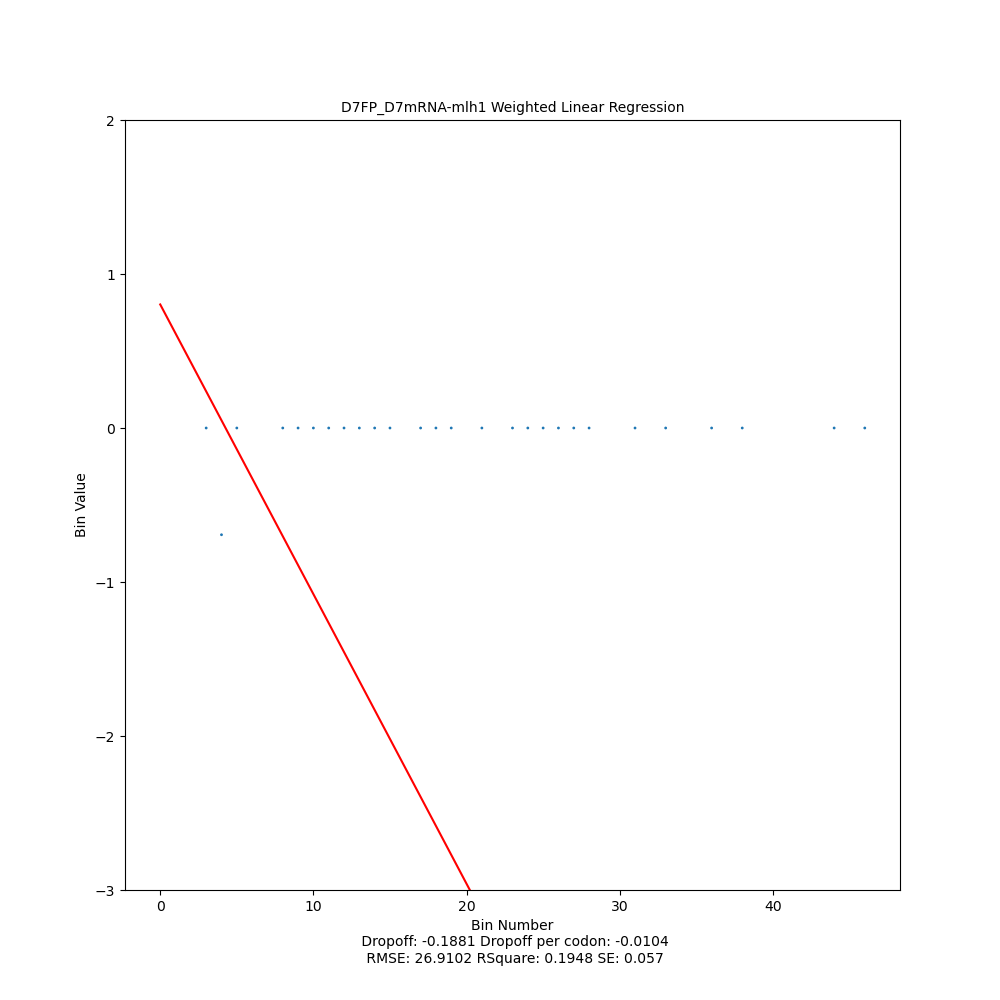 D7FP_D7mRNA-mlh1 Weighted Linear Regression
2
1
0
−1
−2
−3
Bin Value
0 10 20 30 40
Bin Number
Dropoff: -0.1881 Dropoff per codon: -0.0104
RMSE: 26.9102 RSquare: 0.1948 SE: 0.057